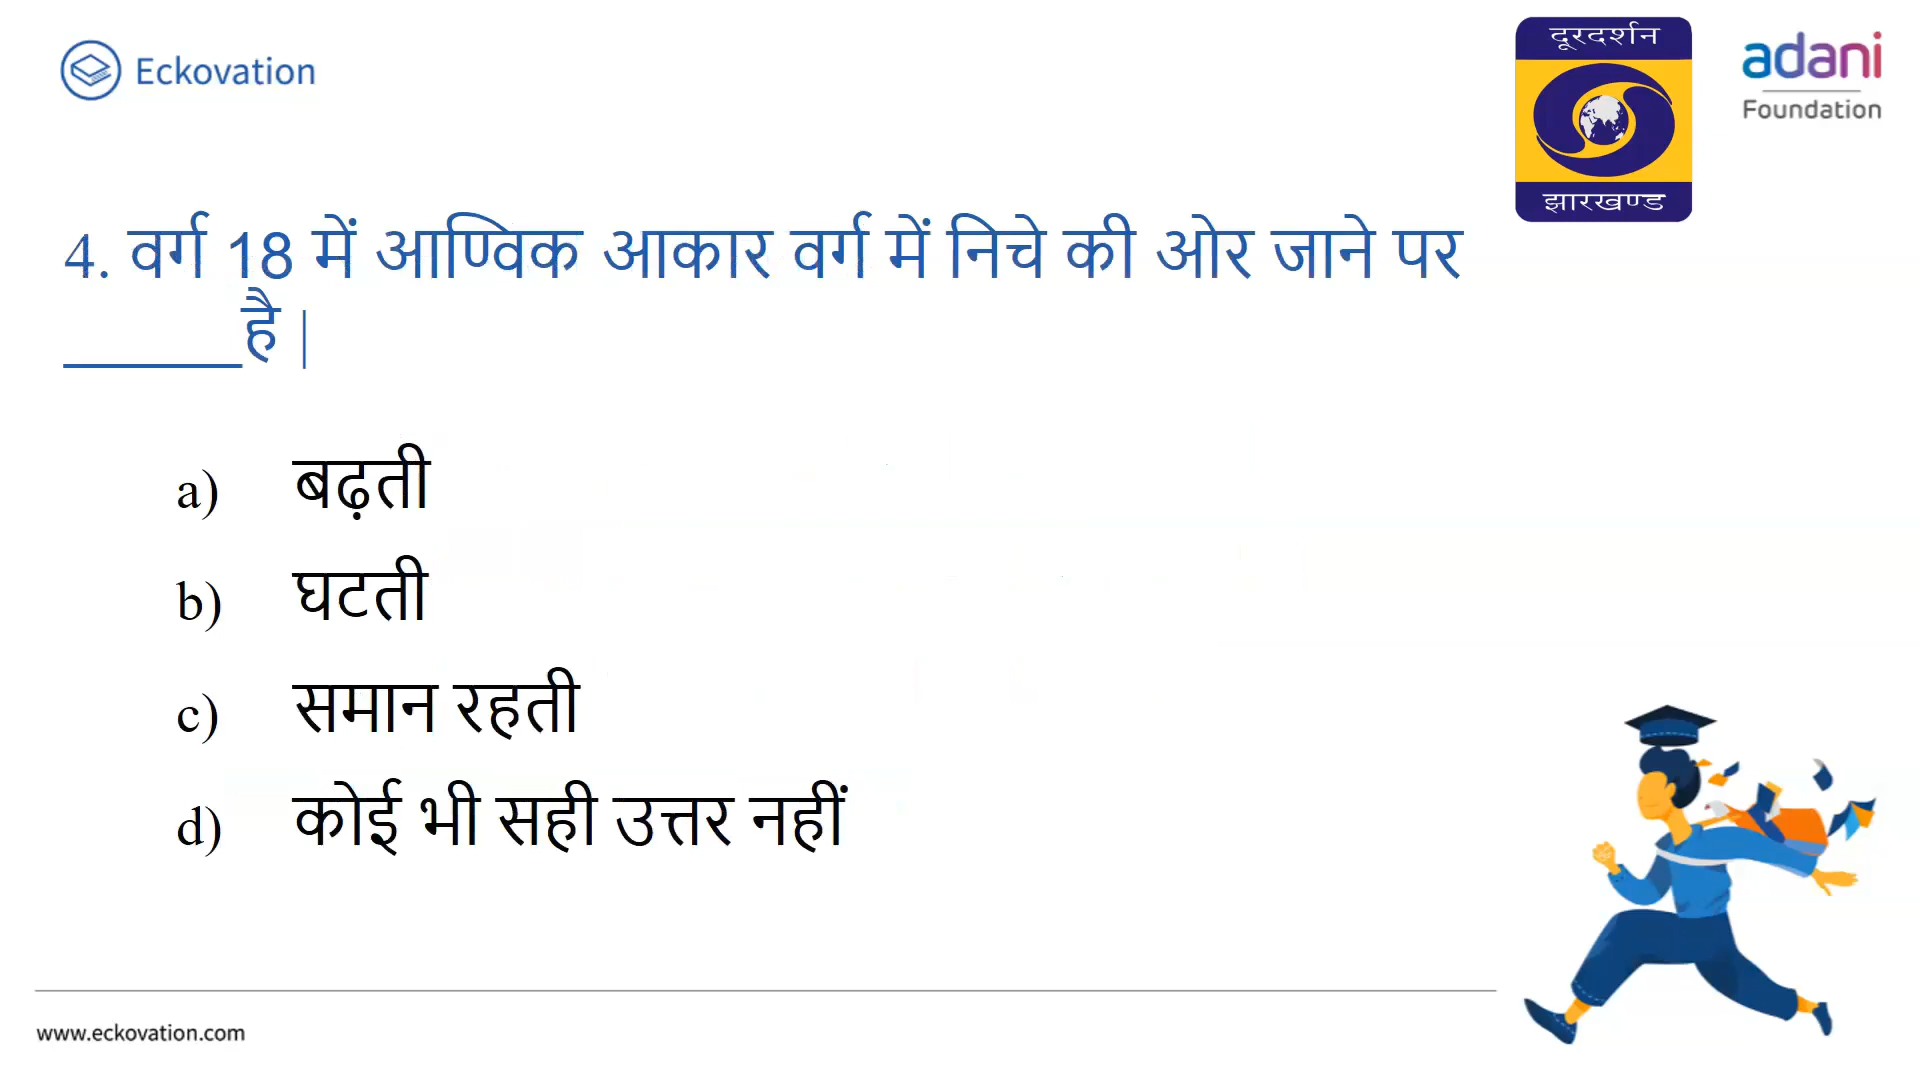 Eckovation
दूरदर्शन
झारखण्ड
adani
Foundation
4. वर्ग 18 में आण्विक आकार वर्ग में निचे की ओर जाने पर
______है |
a) बढ़ती
b) घटती
c) समान रहती
d) कोई भी सही उत्तर नहीं
www.eckovation.com